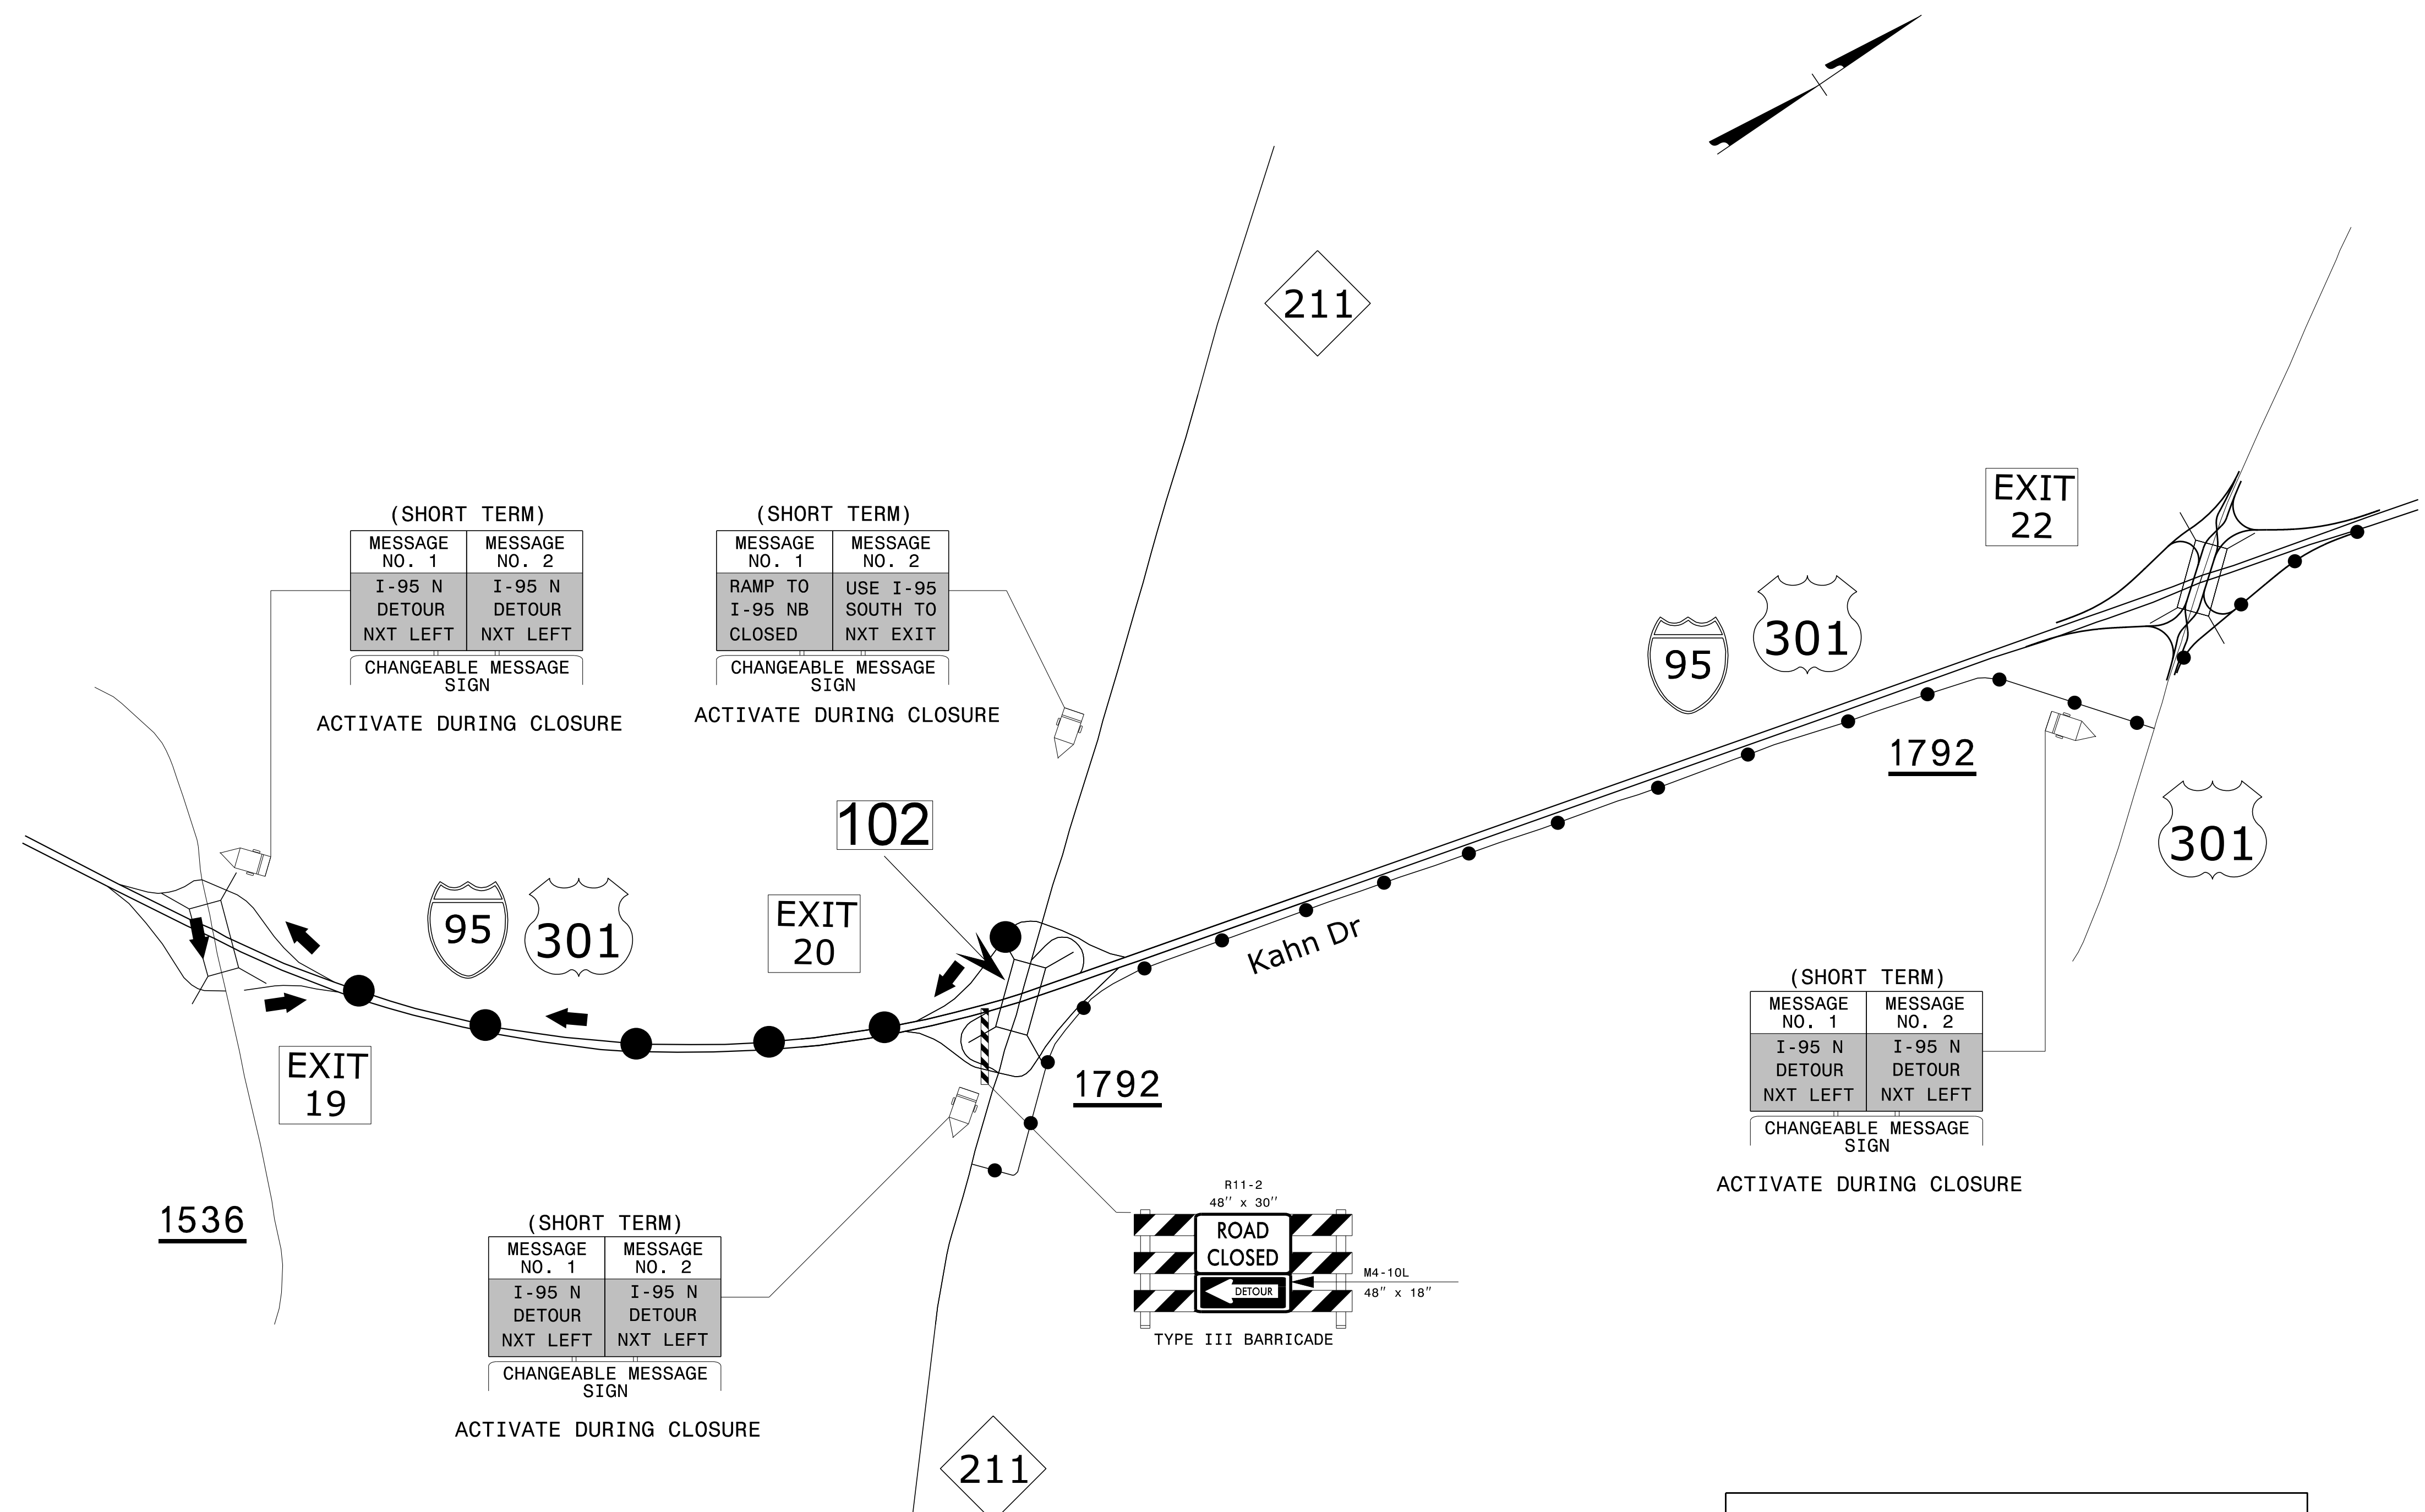 211
EXIT
22
(SHORT TERM)
MESSAGE
NO. 1
MESSAGE
NO. 2
I-95 N
DETOUR
NXT LEFT
I-95 N
DETOUR
NXT LEFT
CHANGEABLE MESSAGE
SIGN
ACTIVATE DURING CLOSURE
(SHORT TERM)
MESSAGE
NO. 1
MESSAGE
NO. 2
RAMP TO
I-95 NB
CLOSED
USE I-95
SOUTH TO
NXT EXIT
CHANGEABLE MESSAGE
SIGN
ACTIVATE DURING CLOSURE
95
301
1792
102
301
95
301
EXIT
20
Kahn Dr
EXIT
19
1792
(SHORT TERM)
MESSAGE
NO. 1
MESSAGE
NO. 2
I-95 N
DETOUR
NXT LEFT
I-95 N
DETOUR
NXT LEFT
CHANGEABLE MESSAGE
SIGN
ACTIVATE DURING CLOSURE
1536
(SHORT TERM)
MESSAGE
NO. 1
MESSAGE
NO. 2
I-95 N
DETOUR
NXT LEFT
I-95 N
DETOUR
NXT LEFT
CHANGEABLE MESSAGE
SIGN
ACTIVATE DURING CLOSURE
R11-2
48" x 30"
ROAD
CLOSED
DETOUR
M4-10L
48" x 18"
TYPE III BARRICADE
211